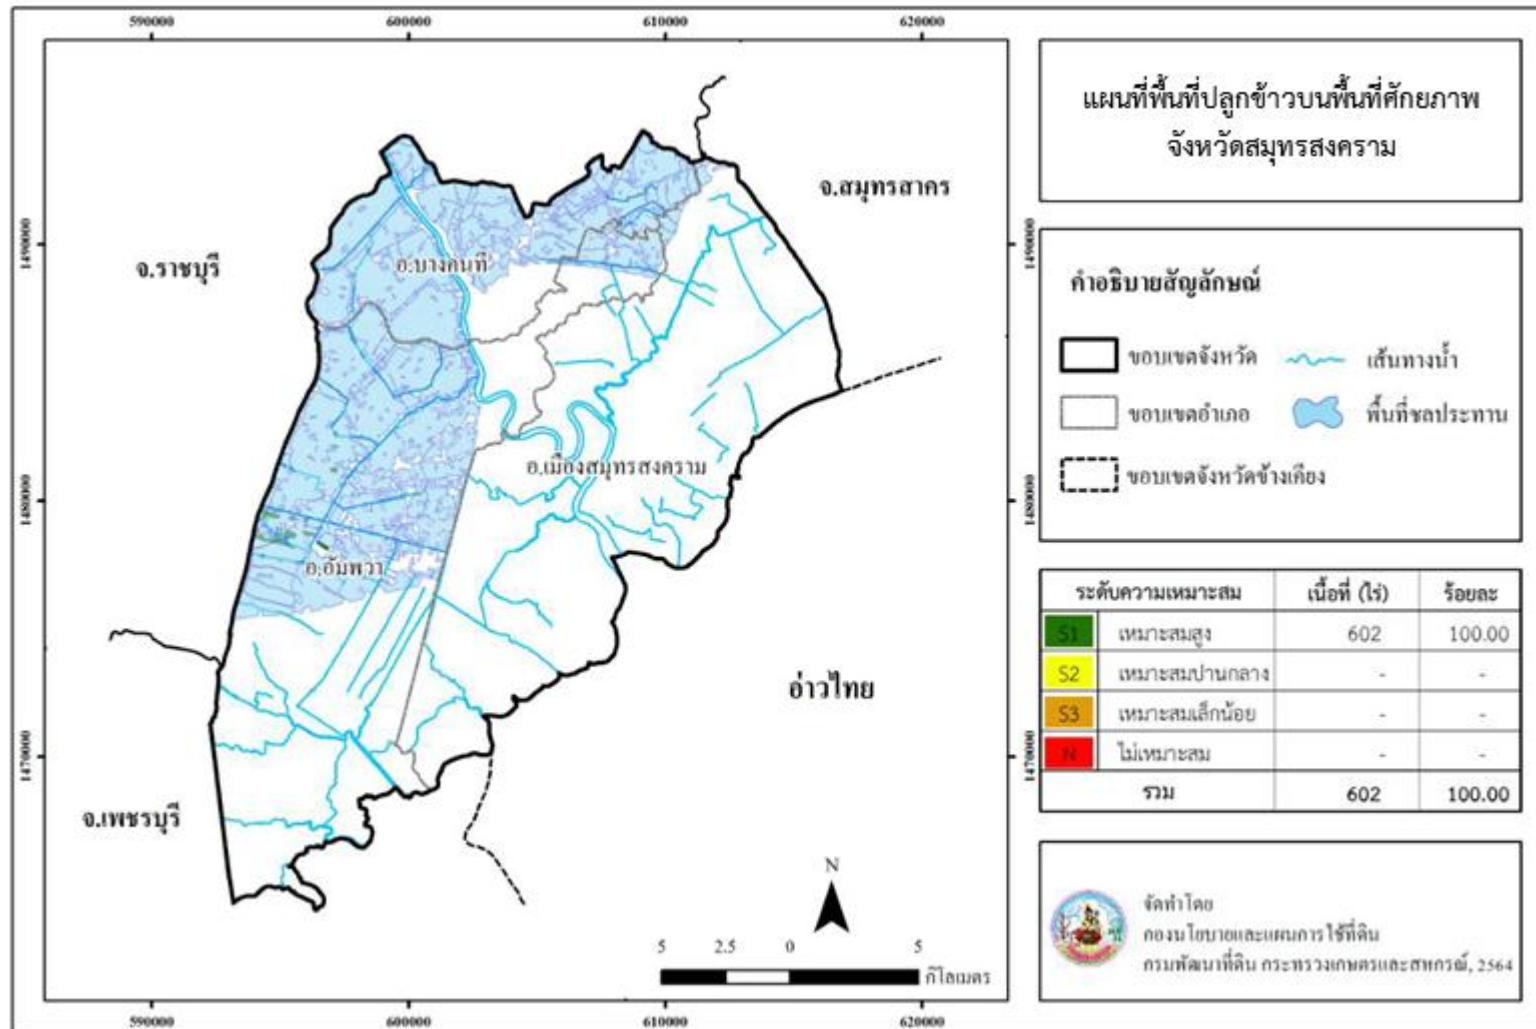 590000 600000 610000 620000
แผนที่พื้นที่ปลูกข้าวบนพื้นที่ศักยภาพ
จังหวัดสมุทรสงคราม
จ.สมุทรสาคร
1490000 1490000
จ.ราชบุรี
อ.บางคนที
คำอธิบายสัญลักษณ์
ขอบเขตจังหวัด เส้นทางน้ำ
ขอบเขตอำเภอ พื้นที่ชลประทาน
ขอบเขตจังหวัดข้างเคียง
อ.เมืองสมุทรสงคราม
1480000 1480000
อ.อัมพวา
ระดับความเหมาะสม เนื้อที่ (ไร่) ร้อยละ
S1 เหมาะสมสูง 602 100.00
S2 เหมาะสมปานกลาง - -
S3 เหมาะสมเล็กน้อย - -
N ไม่เหมาะสม - -
รวม 602 100.00
อ่าวไทย
1470000 1470000
จ.เพชรบุรี
N
5 2.5 0 5
กิโลเมตร
จัดทำโดย
กองนโยบายและแผนการใช้ที่ดิน
กรมพัฒนาที่ดิน กระทรวงเกษตรและสหกรณ์, 2564
590000 600000 610000 620000